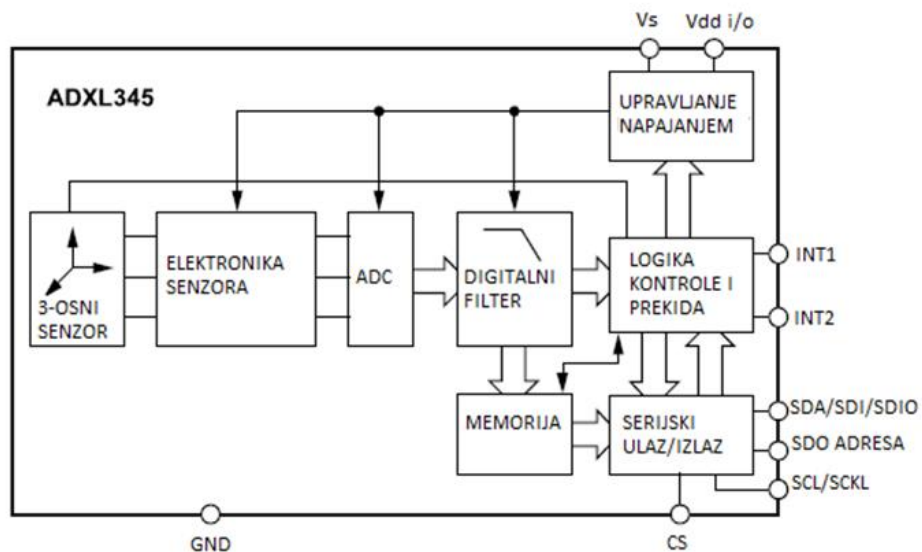 Vs
Vdd i/o
ADXL345
UPRAVLJANJE
NAPAJANJEM
3-OSNI
SENZOR
ELEKTRONIKA
SENZORA
ADC
DIGITALNI
FILTER
LOGIKA
KONTROLE I
PREKIDA
INT1
INT2
MEMORIJA
SERIJSKI
ULAZ/IZLAZ
SDA/SDI/SDIO
SDO ADRESA
SCL/SCKL
GND
CS